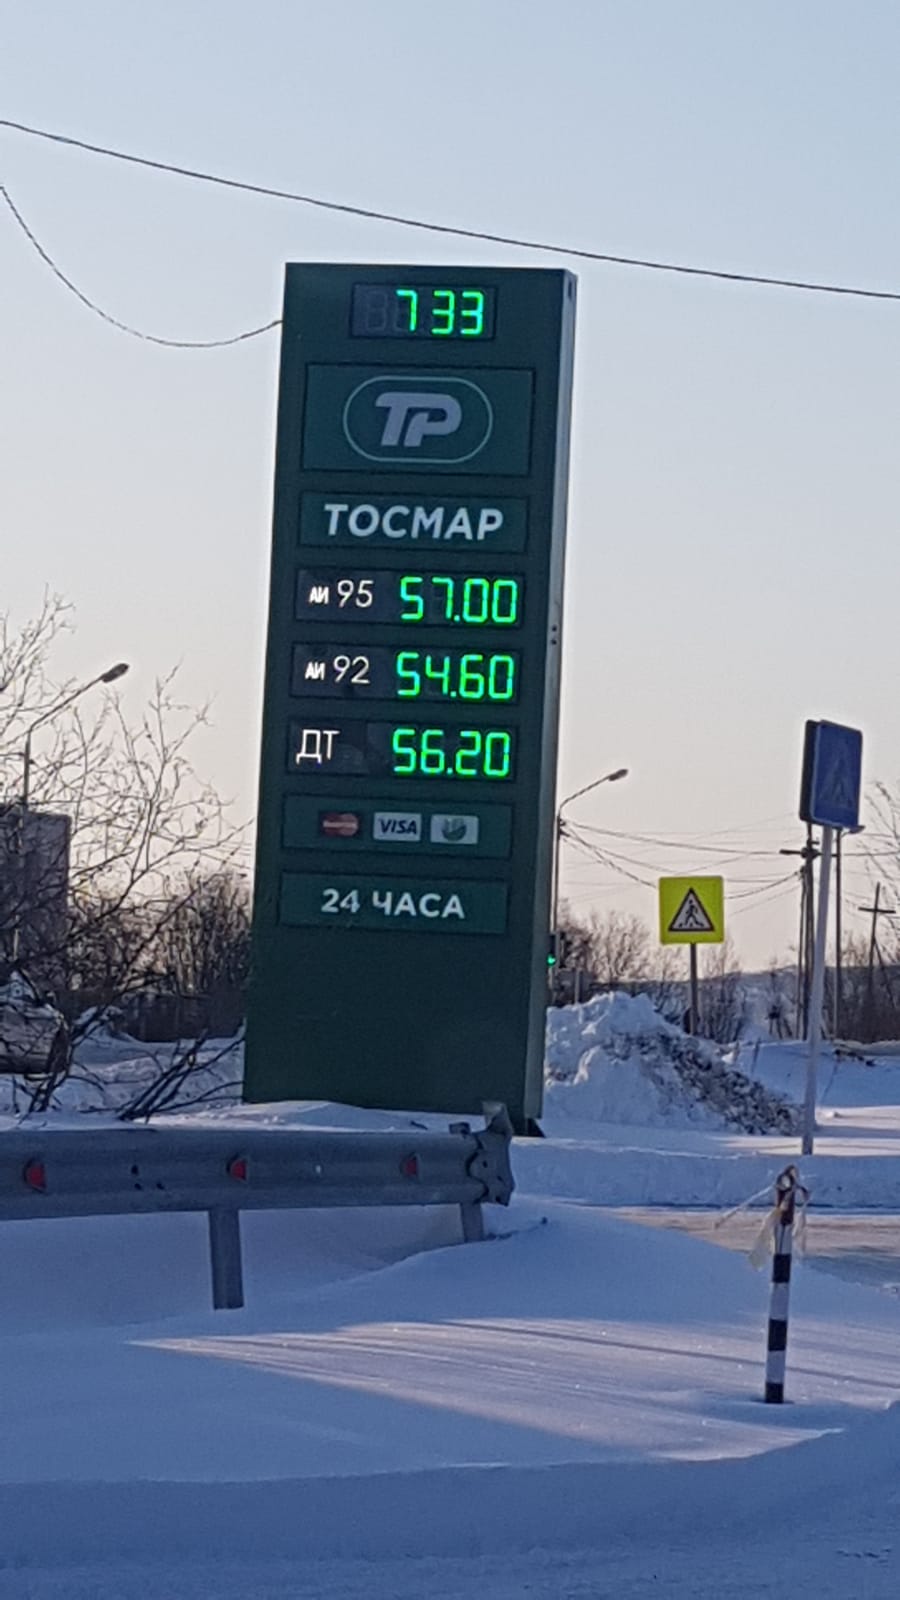 7 33
ТР
ТОСМАР
АИ 95 57.00
АИ 92 54.60
ДТ 56.20
VISA
24 ЧАСА